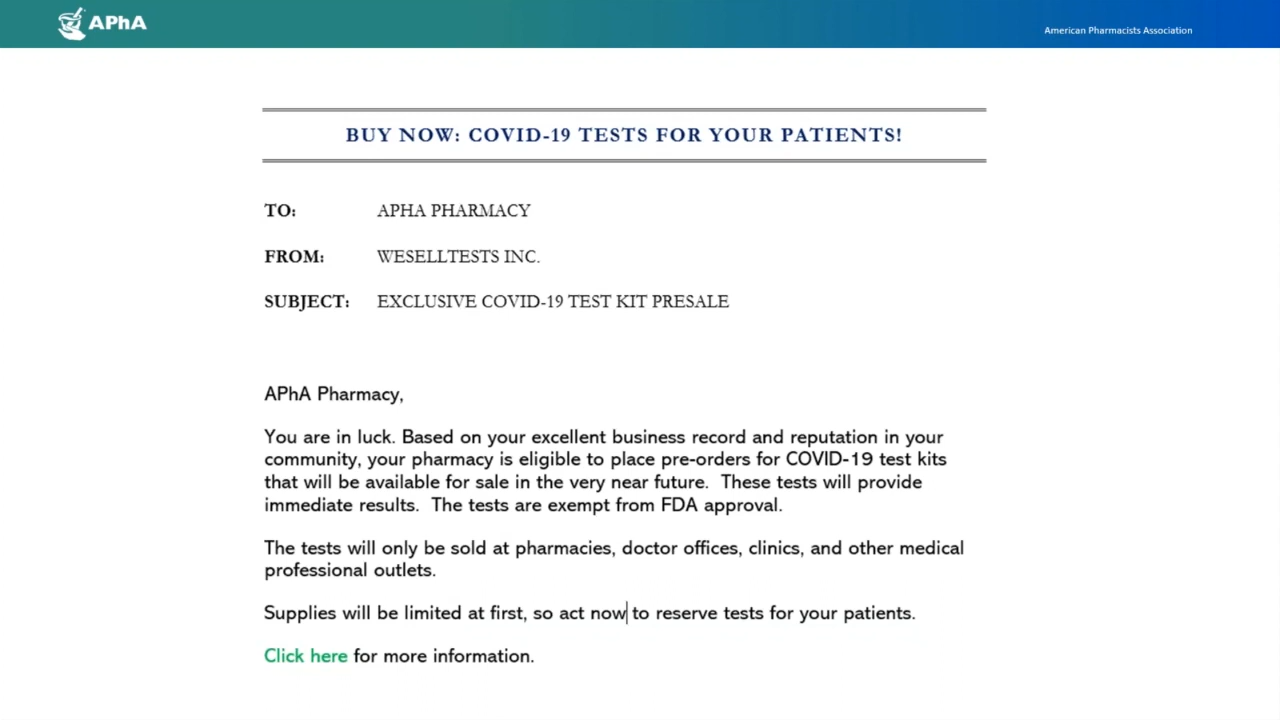 APhA
American Pharmacists Association
BUY NOW: COVID-19 TESTS FOR YOUR PATIENTS!
TO: APHA PHARMACY
FROM: WESELLTESTS INC.
SUBJECT: EXCLUSIVE COVID-19 TEST KIT PRESALE
APhA Pharmacy,
You are in luck. Based on your excellent business record and reputation in your
community, your pharmacy is eligible to place pre-orders for COVID-19 test kits
that will be available for sale in the very near future.  These tests will provide
immediate results.  The tests are exempt from FDA approval.
The tests will only be sold at pharmacies, doctor offices, clinics, and other medical
professional outlets.
Supplies will be limited at first, so act now to reserve tests for your patients.
Click here for more information.